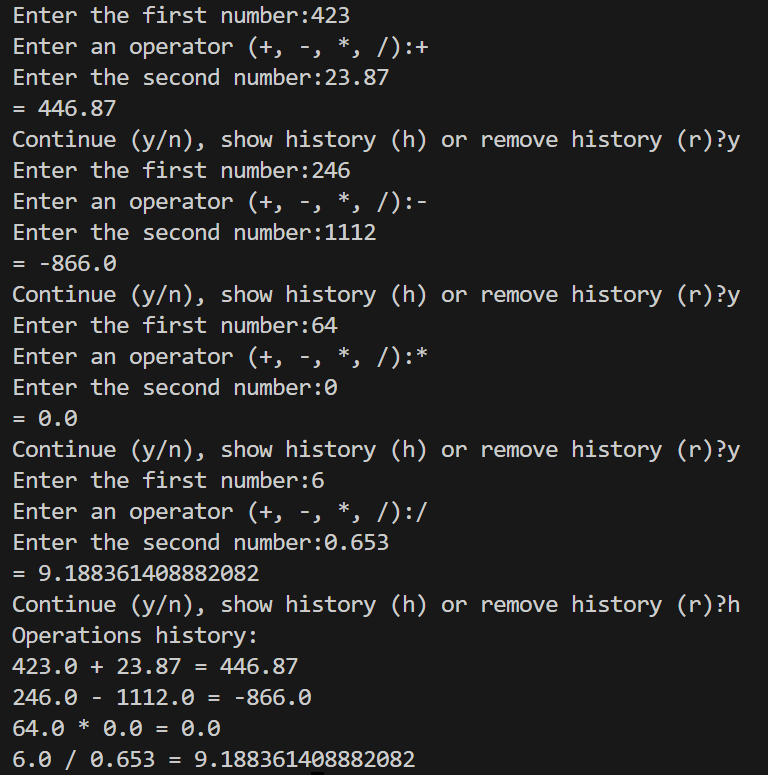 Enter the first number:423
Enter an operator (+, -, *, /):+
Enter the second number:23.87
= 446.87
Continue (y/n), show history (h) or remove history (r)?y
Enter the first number:246
Enter an operator (+, -, *, /):-
Enter the second number:1112
= -866.0
Continue (y/n), show history (h) or remove history (r)?y
Enter the first number:64
Enter an operator (+, -, *, /):*
Enter the second number:0
= 0.0
Continue (y/n), show history (h) or remove history (r)?y
Enter the first number:6
Enter an operator (+, -, *, /):/
Enter the second number:0.653
= 9.188361408882082
Continue (y/n), show history (h) or remove history (r)?h
Operations history:
423.0 + 23.87 = 446.87
246.0 - 1112.0 = -866.0
64.0 * 0.0 = 0.0
6.0 / 0.653 = 9.188361408882082